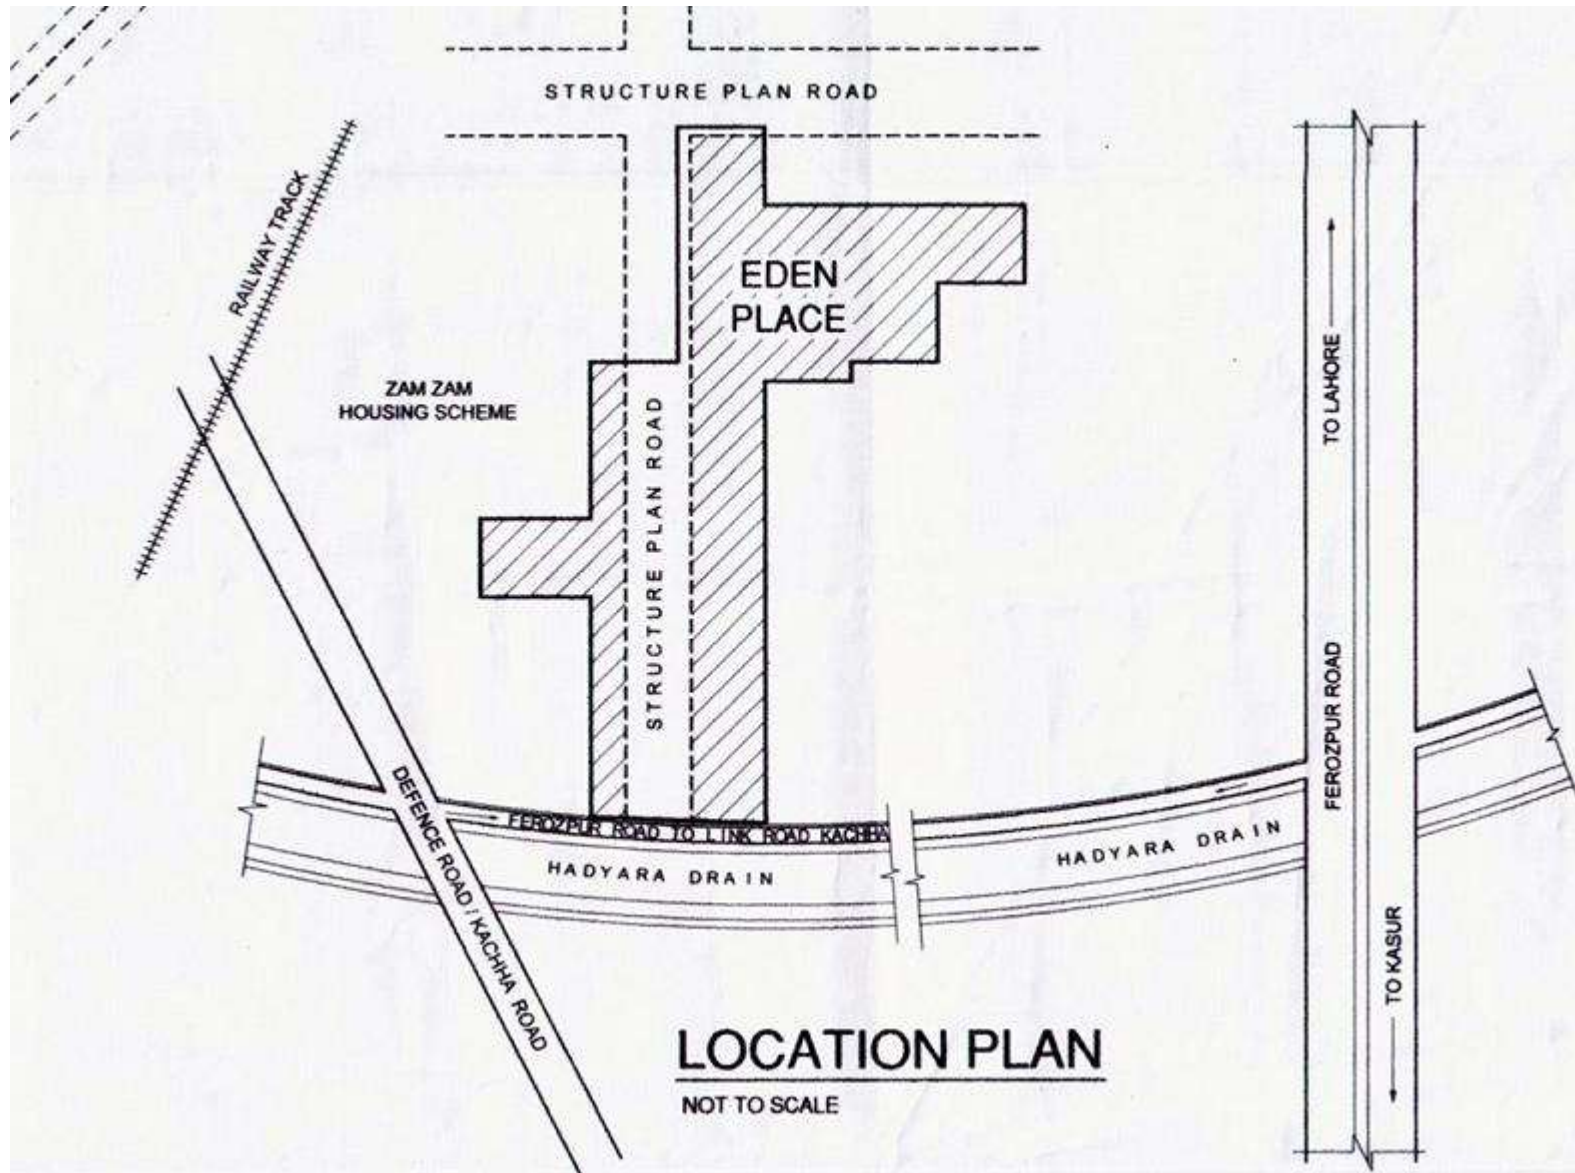 STRUCTURE PLAN ROAD
RAILWAY TRACK
EDEN
PLACE
ZAM ZAM
HOUSING SCHEME
STRUCTURE PLAN ROAD
TO LAHORE
FEROZPUR ROAD
TO KASUR
DEFENCE ROAD / KACHHA ROAD
FEROZPUR ROAD TO LINK ROAD KACHHA
HADYARA DRAIN
HADYARA DRAIN
LOCATION PLAN
NOT TO SCALE